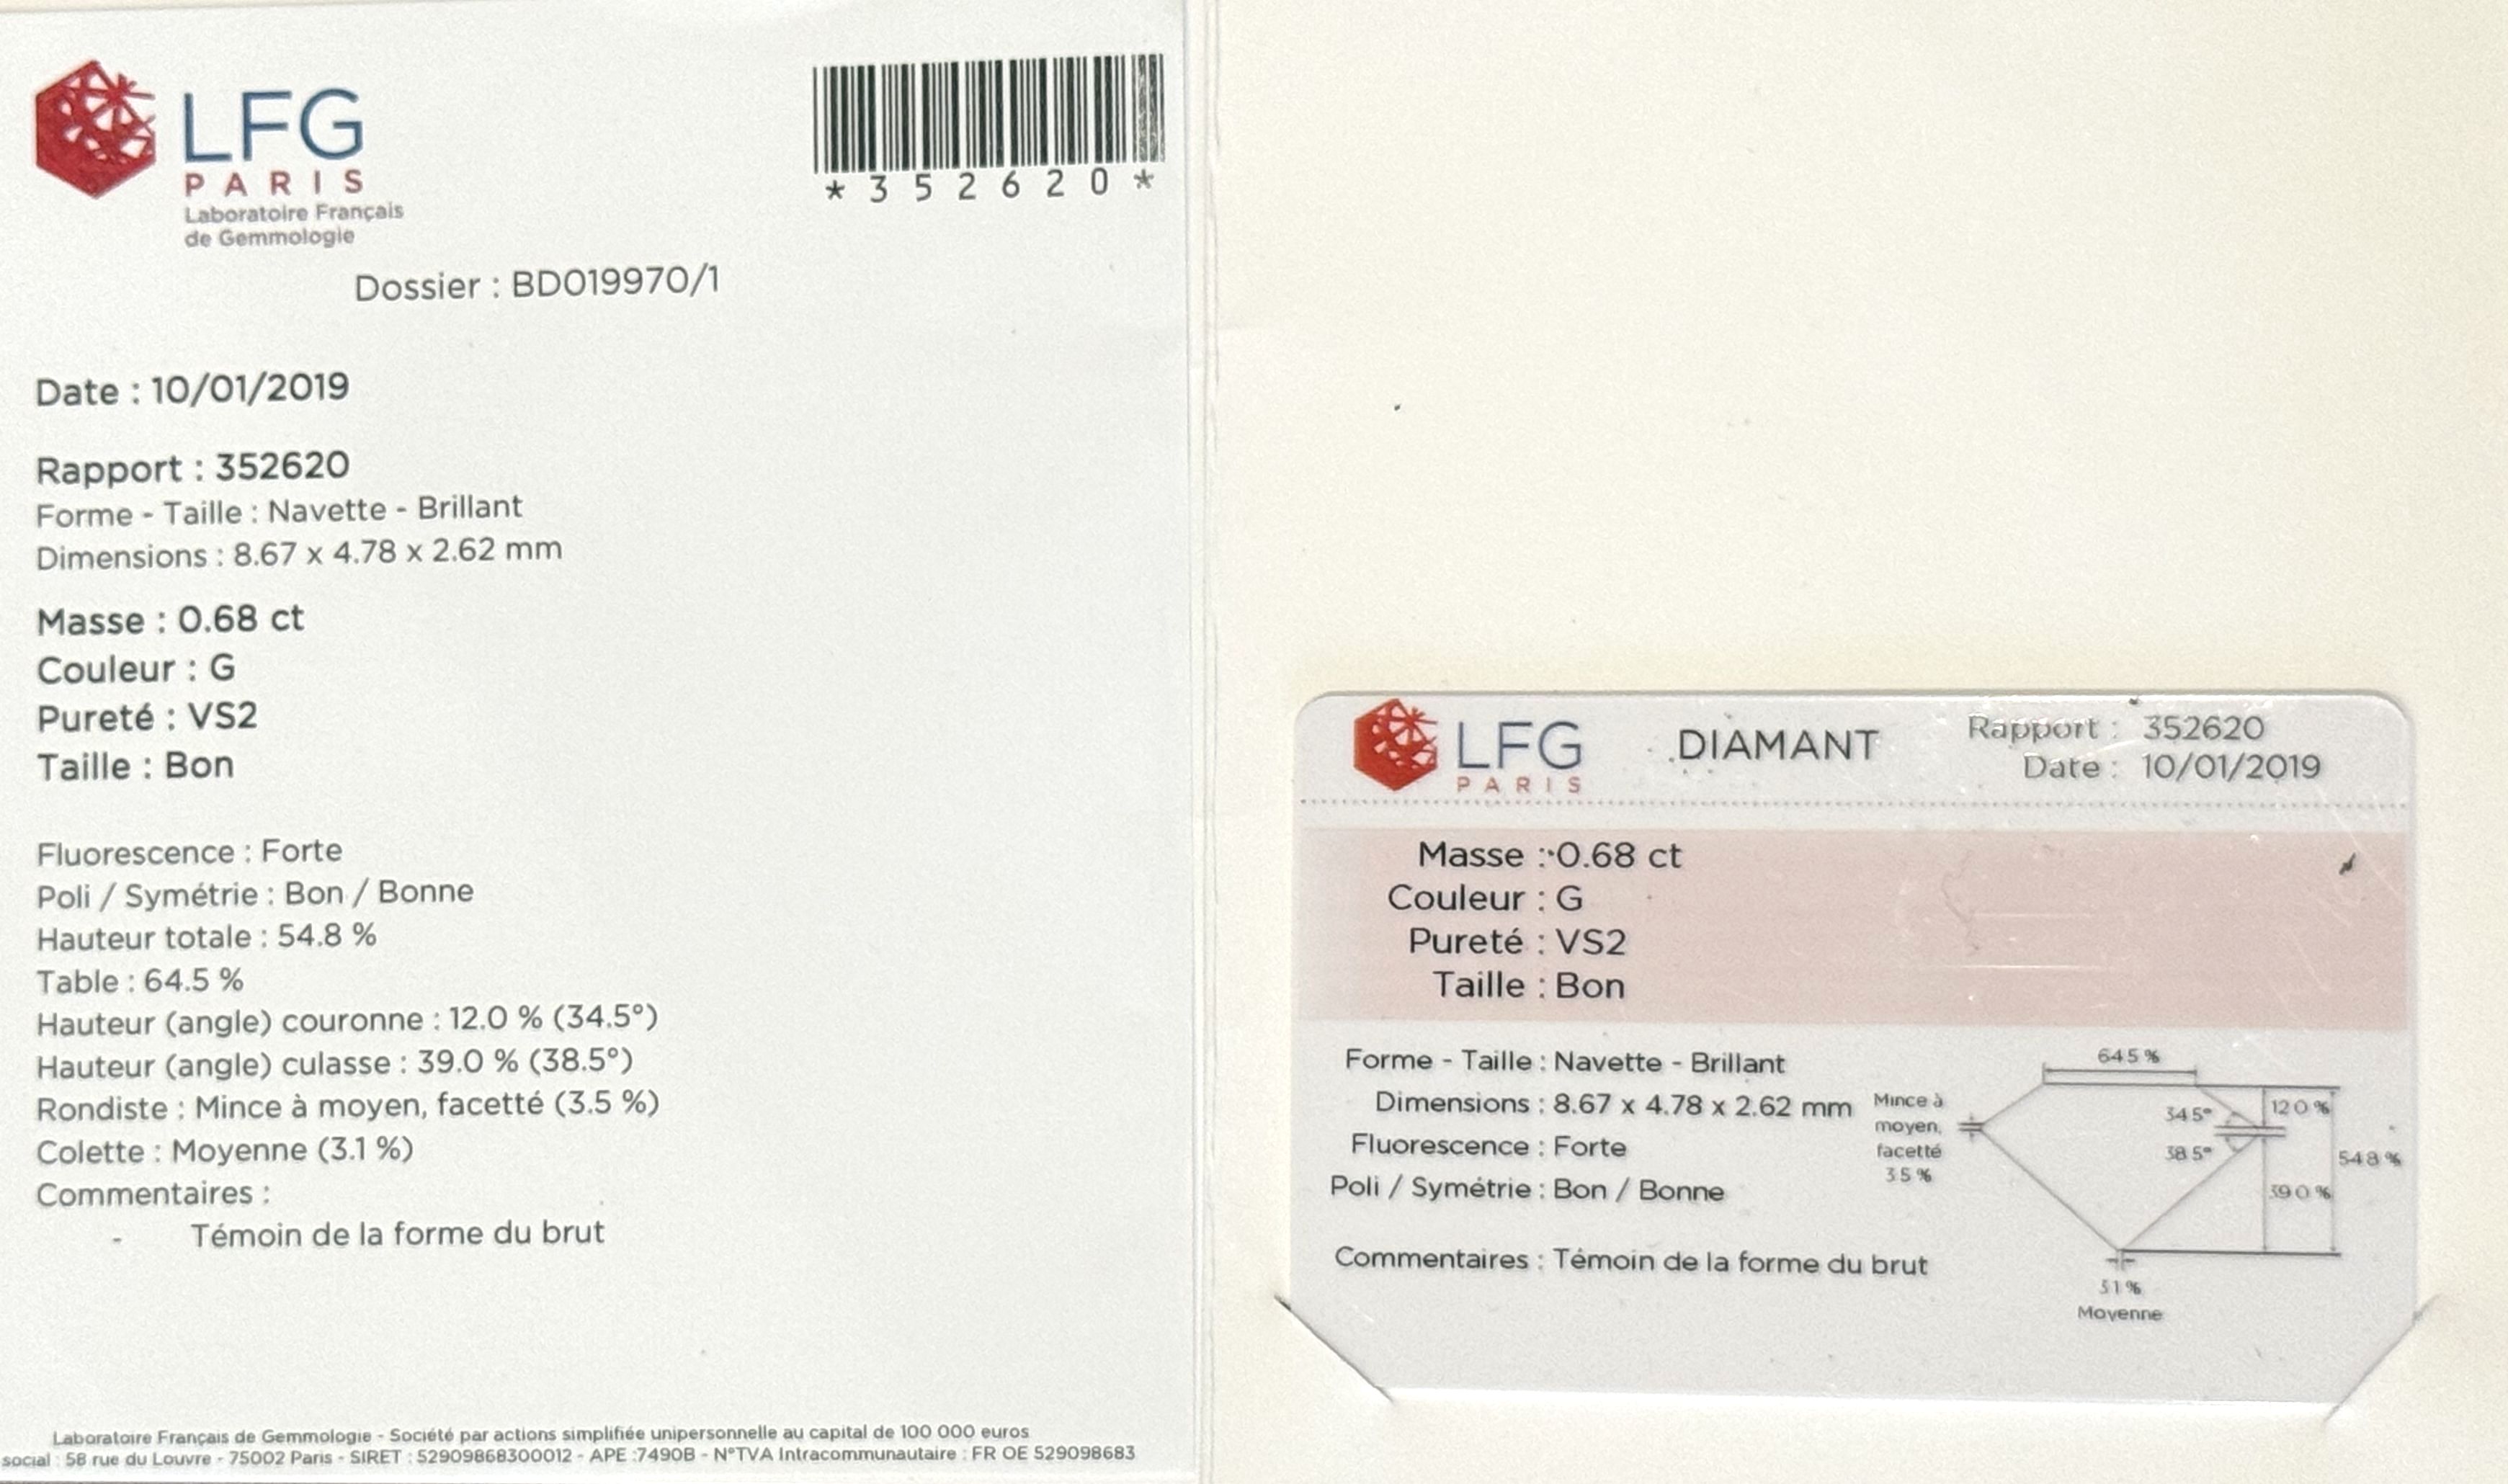 LFG
PARIS
Laboratoire Français
de Gemmologie
*352620*
Dossier : BD019970/1
Date : 10/01/2019
Rapport : 352620
Forme - Taille : Navette - Brillant
Dimensions : 8.67 x 4.78 x 2.62 mm
Masse : 0.68 ct
Couleur : G
Pureté : VS2
Taille : Bon
Fluorescence : Forte
Poli / Symétrie : Bon / Bonne
Hauteur totale : 54.8 %
Table : 64.5 %
Hauteur (angle) couronne : 12.0 % (34.5°)
Hauteur (angle) culasse : 39.0 % (38.5°)
Rondiste : Mince à moyen, facetté (3.5 %)
Colette : Moyenne (3.1 %)
Commentaires :
- Témoin de la forme du brut
Laboratoire Français de Gemmologie - Société par actions simplifiée unipersonnelle au capital de 100 000 euros
social : 58 rue du Louvre - 75002 Paris - SIRET : 52909868300012 - APE :7490B - N°TVA Intracommunautaire : FR OE 529098683
LFG
PARIS
DIAMANT
Rapport : 352620
Date : 10/01/2019
Masse : 0.68 ct
Couleur : G
Pureté : VS2
Taille : Bon
Forme - Taille : Navette - Brillant
Dimensions : 8.67 x 4.78 x 2.62 mm
Fluorescence : Forte
Poli / Symétrie : Bon / Bonne
Commentaires : Témoin de la forme du brut
64.5 %
Mince à
moyen,
facetté
3.5 %
34.5°
12.0 %
38.5°
54.8 %
39.0 %
3.1 %
Moyenne